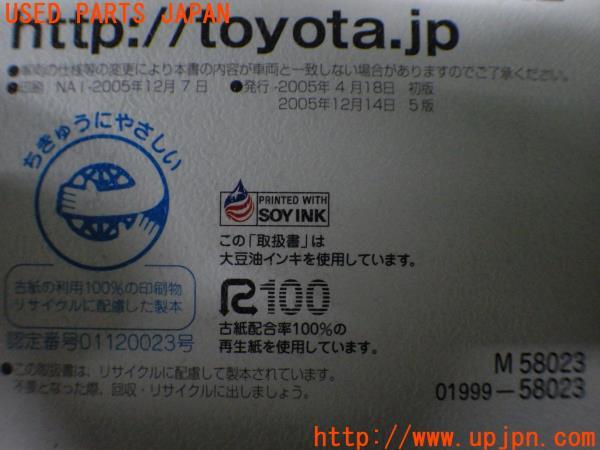 USED PARTS JAPAN
http://toyota.jp
●車両の仕様等の変更により本書の内容が車両と一致しない場合がありますのでご了承ください。
●印刷 NAI-2005年12月7日 ●発行-2005年4月18日 初版
2005年12月14日 5版
ちきゅうにやさしい
PRINTED WITH
SOY INK
この「取扱書」は
大豆油インキを使用しています。
古紙の利用100%の印刷物
リサイクルに配慮した製本
R100
古紙配合率100%の
再生紙を使用しています。
認定番号01120023号
●この取扱書は、リサイクルに配慮して製本されています。
不要となった際、回収・リサイクルに出しましょう。
M 58023
01999-58023
http://www.upjpn.com/